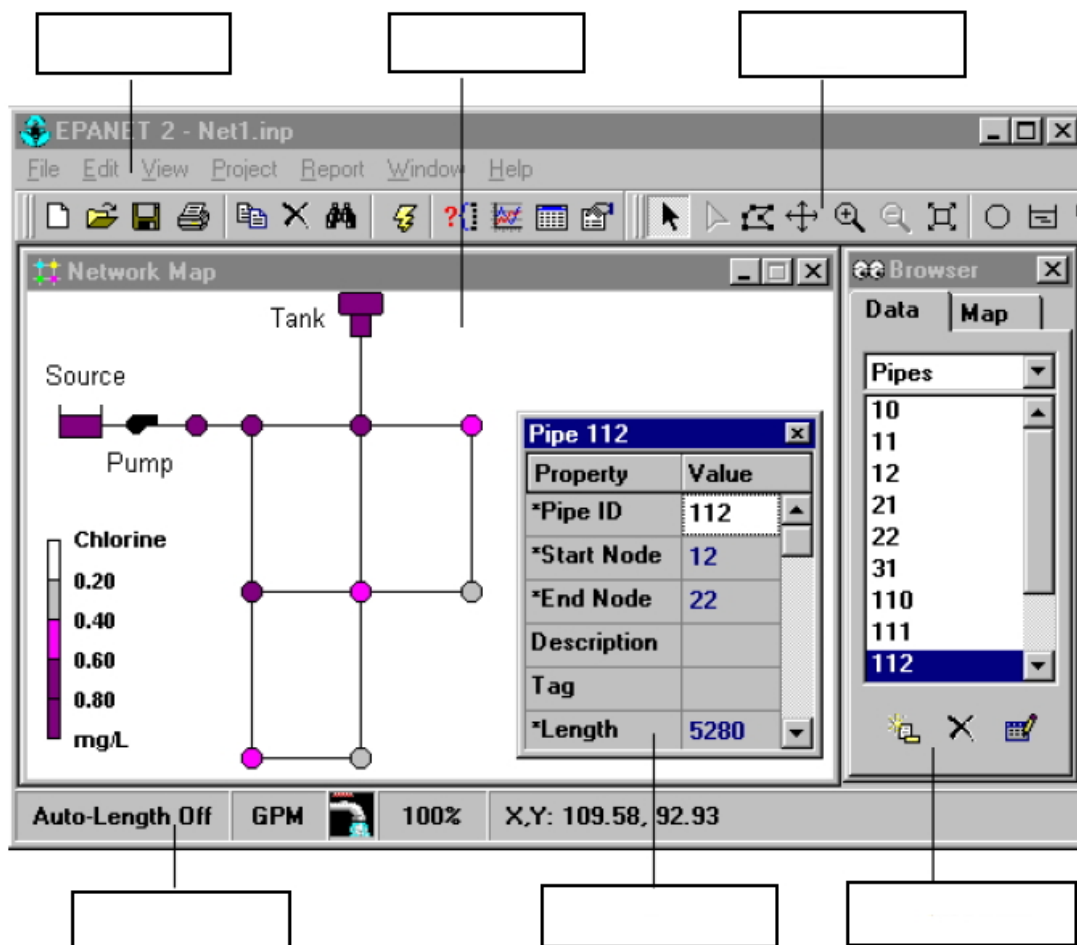 EPANET 2 - Net1.inp
File Edit View Project Report Window Help
Network Map
Tank
Source
Pump
Chlorine
0.20
0.40
0.60
0.80
mg/L
Pipe 112
Property Value
*Pipe ID 112
*Start Node 12
*End Node 22
Description
Tag
*Length 5280
Browser
Data Map
Pipes
10
11
12
21
22
31
110
111
112
Auto-Length Off GPM 100% X,Y: 109.58, 92.93